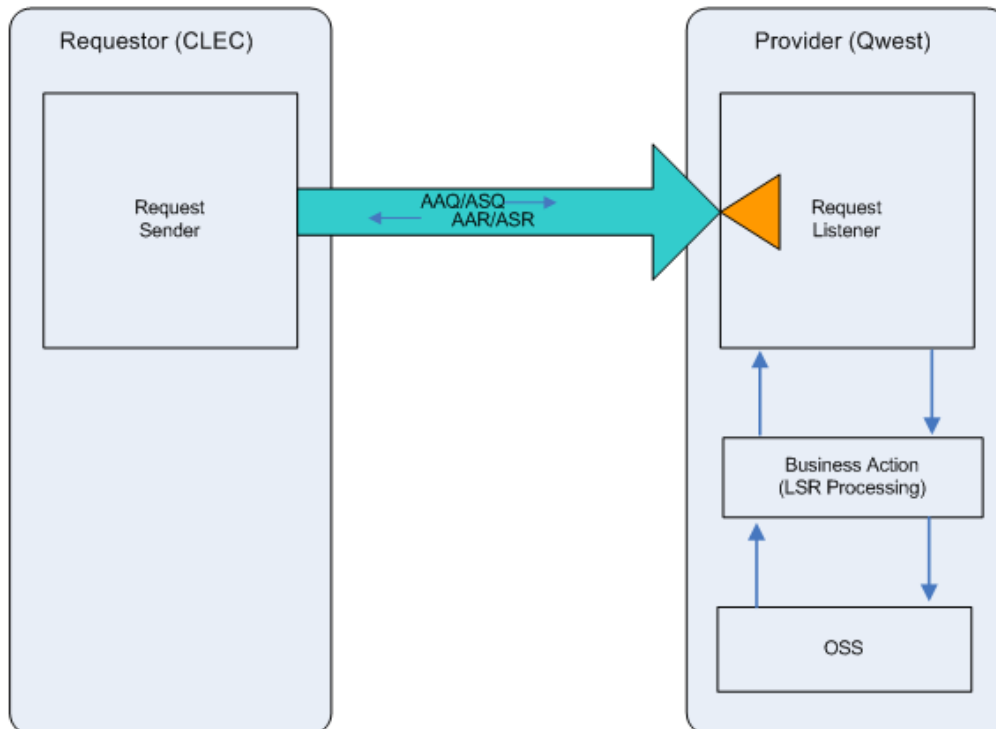 Requestor (CLEC)
Provider (Qwest)
Request
Sender
AAQ/ASQ
AAR/ASR
Request
Listener
Business Action
(LSR Processing)
OSS